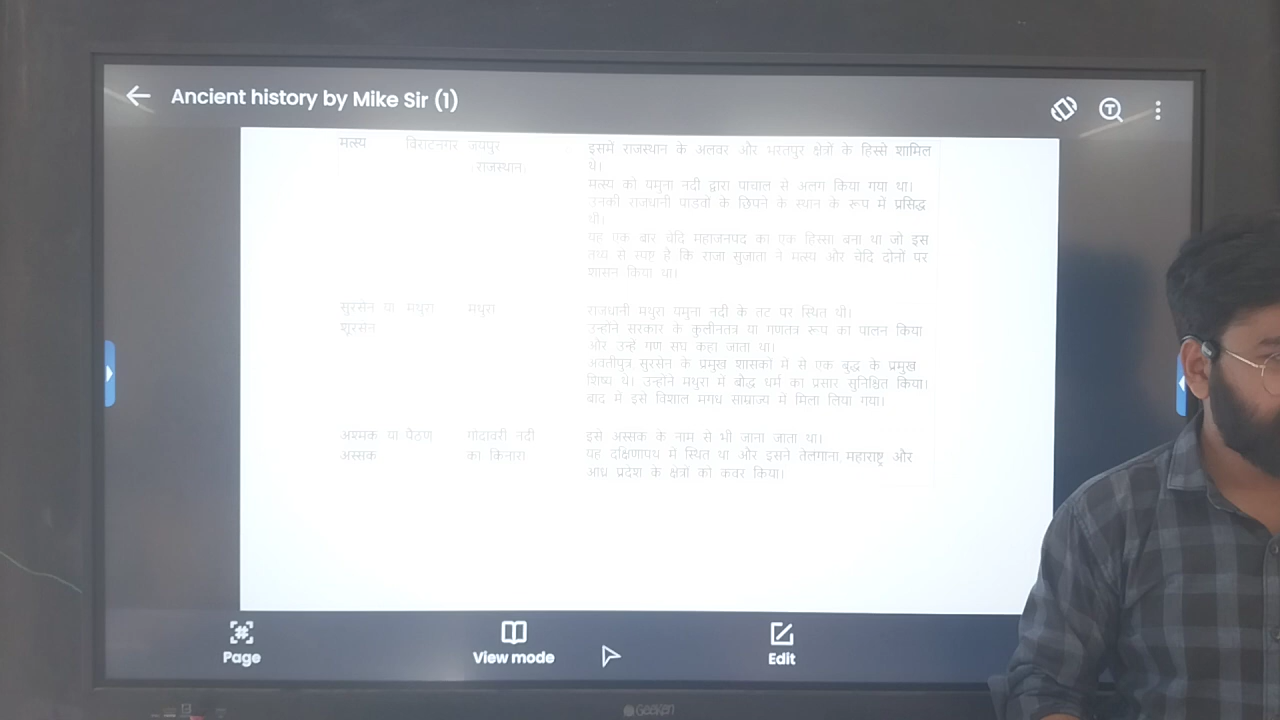 Ancient history by Mike Sir (1)
मत्स्य विराटनगर जयपुर
राजस्थान
इसमें राजस्थान के अलवर और भरतपुर क्षेत्रों के हिस्से शामिल
थे।
मत्स्य को यमुना नदी द्वारा पांचाल से अलग किया गया था।
उनकी राजधानी पांडवों के छिपने के स्थान के रूप में प्रसिद्ध
थी।
यह एक बार चेदि महाजनपद का एक हिस्सा बना था जो इस
तथ्य से स्पष्ट है कि राजा सुजाता ने मत्स्य और चेदि दोनों पर
शासन किया था।
सुरसेन या मथुरा मथुरा
शूरसेन
राजधानी मथुरा यमुना नदी के तट पर स्थित थी।
उन्होंने सरकार के कुलीनतंत्र या गणतंत्र रूप का पालन किया
और उन्हें गण संघ कहा जाता था।
अवंतीपुत्र सुरसेन के प्रमुख शासकों में से एक बुद्ध के प्रमुख
शिष्य थे। उन्होंने मथुरा में बौद्ध धर्म का प्रसार सुनिश्चित किया।
बाद में इसे विशाल मगध साम्राज्य में मिला लिया गया।
अश्मक या पैठण गोदावरी नदी
अस्सक का किनारा
इसे अस्सक के नाम से भी जाना जाता था।
यह दक्षिणापथ में स्थित था और इसने तेलंगाना, महाराष्ट्र और
आंध्र प्रदेश के क्षेत्रों को कवर किया।
Page View mode Edit
Geeken